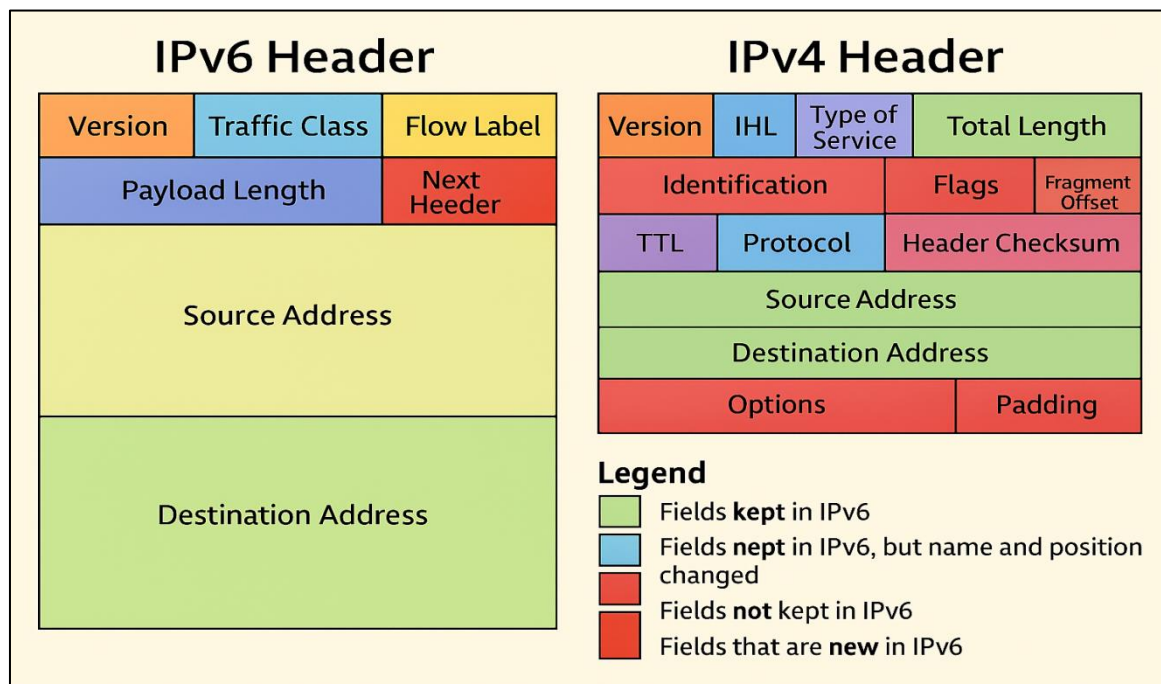 IPv6 Header
Version
Traffic Class
Flow Label
Payload Length
Next
Heeder
Source Address
Destination Address
IPv4 Header
Version
IHL
Type of
Service
Total Length
Identification
Flags
Fragment
Offset
TTL
Protocol
Header Checksum
Source Address
Destination Address
Options
Padding
Legend
Fields kept in IPv6
Fields nept in IPv6, but name and position
changed
Fields not kept in IPv6
Fields that are new in IPv6